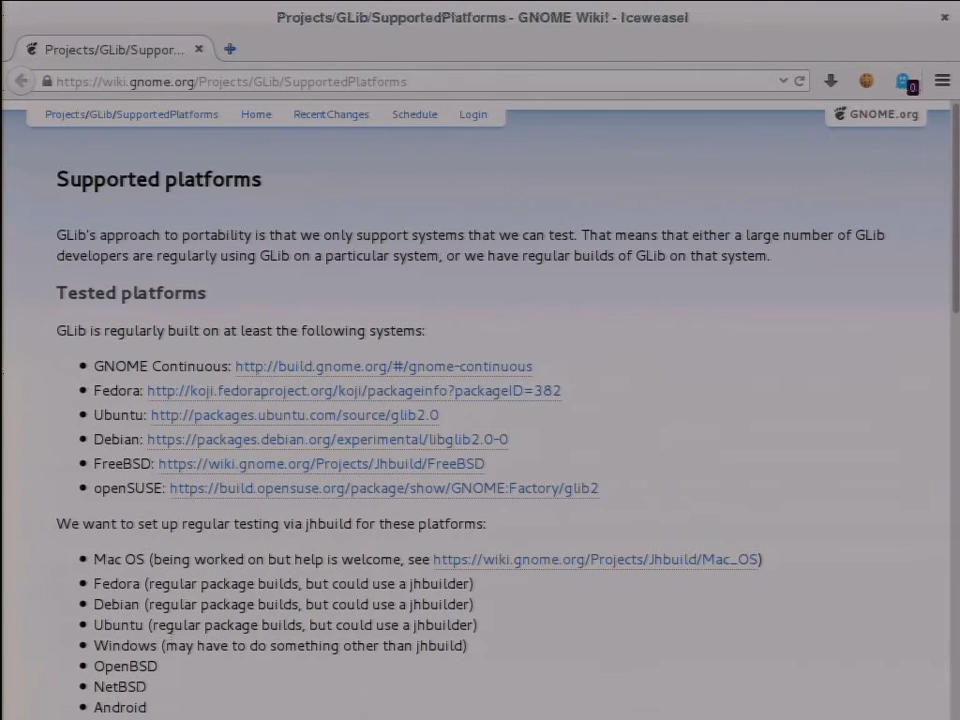 Projects/GLib/SupportedPlatforms - GNOME Wiki! - Iceweasel
Projects/GLib/Suppor...
https://wiki.gnome.org/Projects/GLib/SupportedPlatforms
0
Projects/GLib/SupportedPlatforms Home RecentChanges Schedule Login
GNOME.org
Supported platforms
GLib's approach to portability is that we only support systems that we can test. That means that either a large number of GLib
developers are regularly using GLib on a particular system, or we have regular builds of GLib on that system.
Tested platforms
GLib is regularly built on at least the following systems:
• GNOME Continuous: http://build.gnome.org/#/gnome-continuous
• Fedora: http://koji.fedoraproject.org/koji/packageinfo?packageID=382
• Ubuntu: http://packages.ubuntu.com/source/glib2.0
• Debian: https://packages.debian.org/experimental/libglib2.0-0
• FreeBSD: https://wiki.gnome.org/Projects/Jhbuild/FreeBSD
• openSUSE: https://build.opensuse.org/package/show/GNOME:Factory/glib2
We want to set up regular testing via jhbuild for these platforms:
• Mac OS (being worked on but help is welcome, see https://wiki.gnome.org/Projects/Jhbuild/Mac_OS)
• Fedora (regular package builds, but could use a jhbuilder)
• Debian (regular package builds, but could use a jhbuilder)
• Ubuntu (regular package builds, but could use a jhbuilder)
• Windows (may have to do something other than jhbuild)
• OpenBSD
• NetBSD
• Android